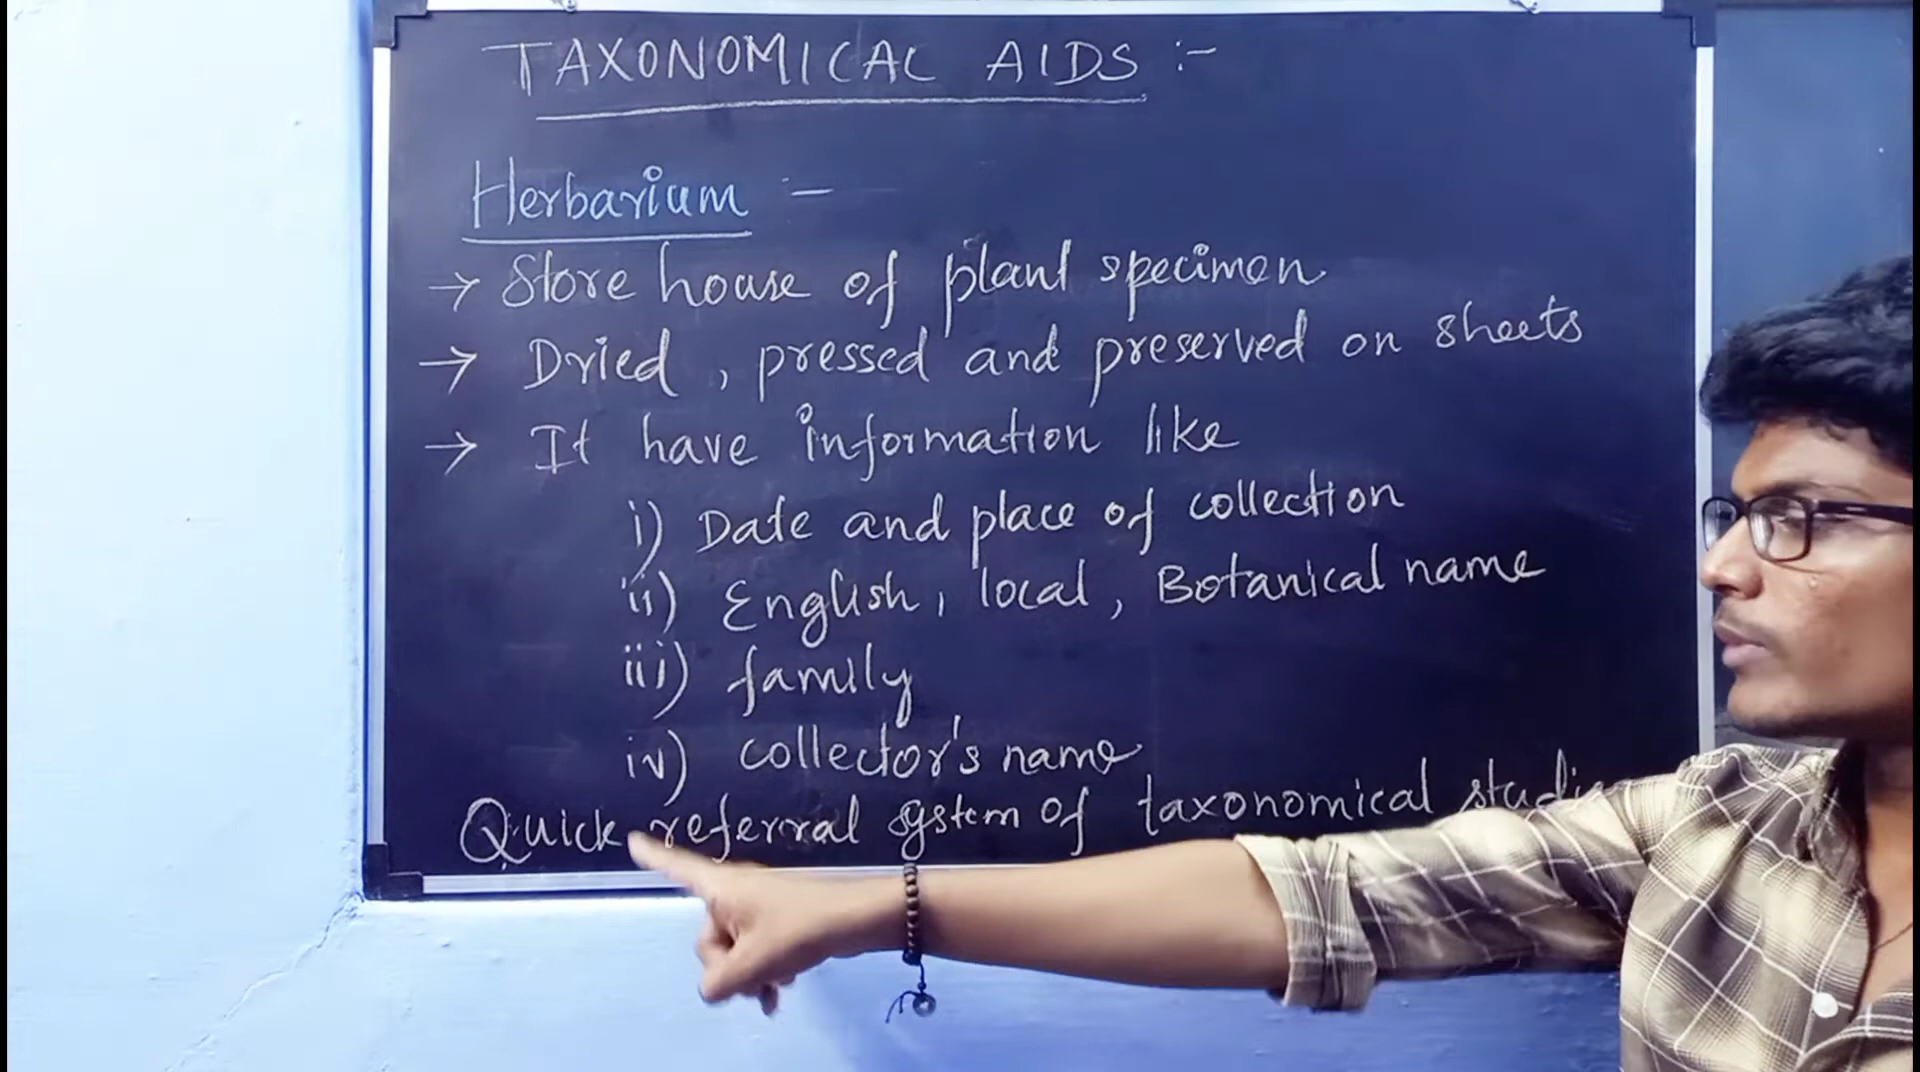 TAXONOMICAL AIDS :-
Herbarium :-
→ Store house of plant specimen
→ Dried, pressed and preserved on sheets
→ It have information like
i) Date and place of collection
ii) English, local, Botanical name
iii) family
iv) collector's name
Quick referral system of taxonomical